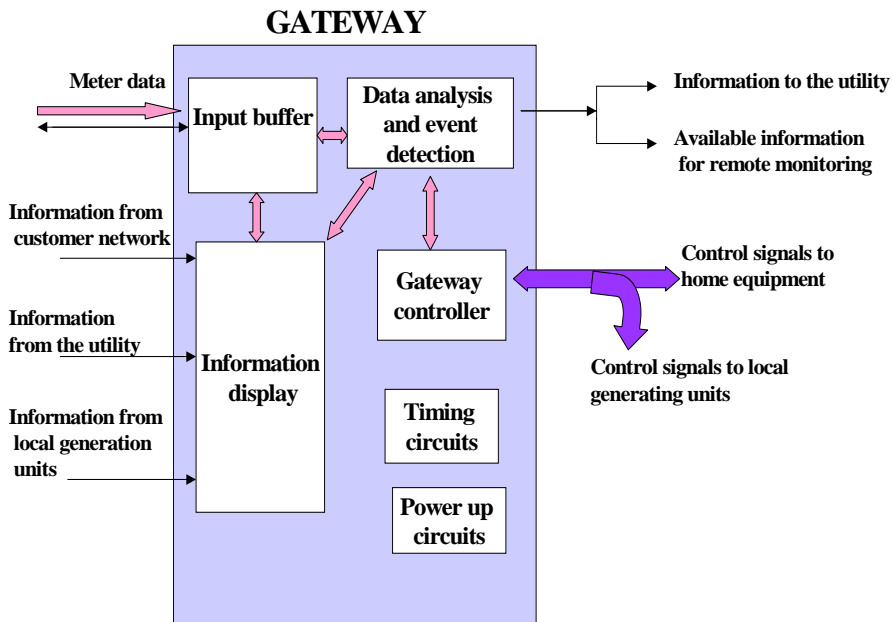 GATEWAY
Meter data
Input buffer
Data analysis
and event
detection
Information to the utility
Available information
for remote monitoring
Information from
customer network
Gateway
controller
Control signals to
home equipment
Information
from the utility
Information
display
Control signals to local
generating units
Information from
local generation
units
Timing
circuits
Power up
circuits